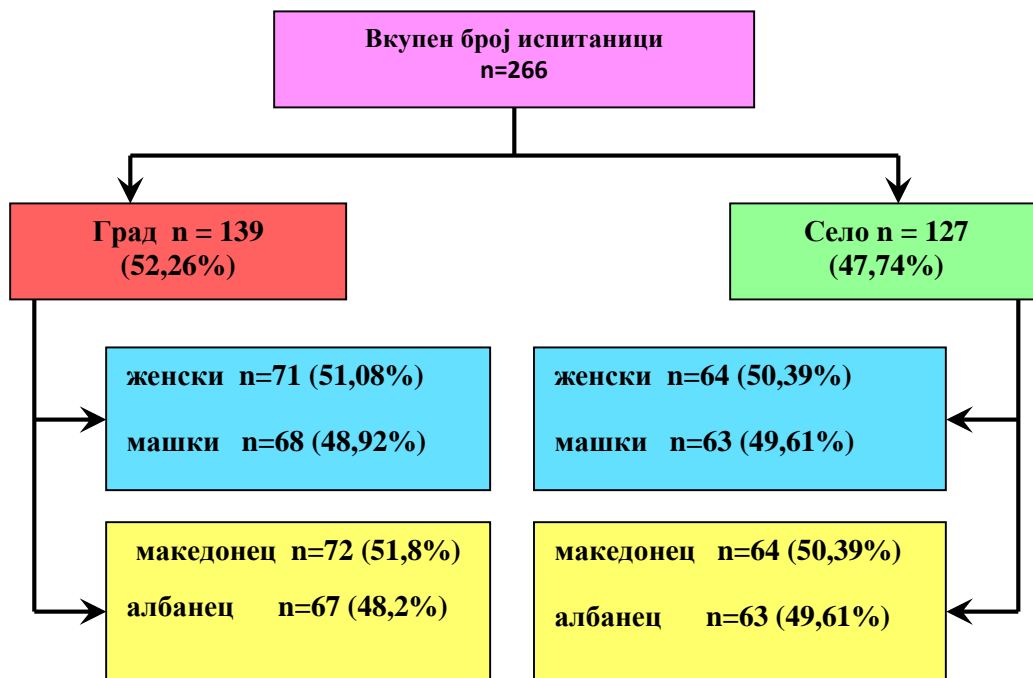 Вкупен број испитаници
n=266
Град n = 139
(52,26%)
Село n = 127
(47,74%)
женски n=71 (51,08%)
машки n=68 (48,92%)
женски n=64 (50,39%)
машки n=63 (49,61%)
македонец n=72 (51,8%)
албанец n=67 (48,2%)
македонец n=64 (50,39%)
албанец n=63 (49,61%)